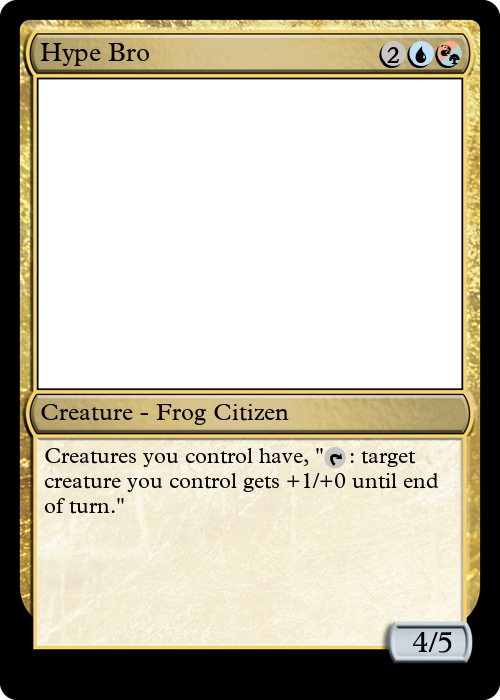 Hype Bro 2
Creature - Frog Citizen
Creatures you control have, " : target
creature you control gets +1/+0 until end
of turn."
4/5